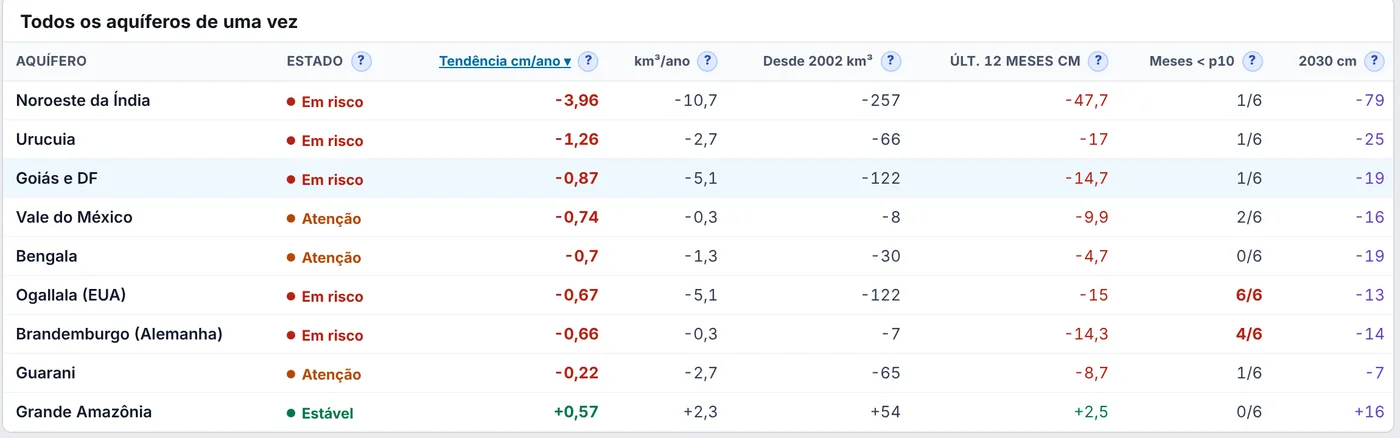 Todos os aquíferos de uma vez
AQUÍFERO ESTADO ? Tendência cm/ano ▾ ? km³/ano ? Desde 2002 km³ ? ÚLT. 12 MESES CM ? Meses < p10 ? 2030 cm ?
Noroeste da Índia Em risco -3,96 -10,7 -257 -47,7 1/6 -79
Urucuia Em risco -1,26 -2,7 -66 -17 1/6 -25
Goiás e DF Em risco -0,87 -5,1 -122 -14,7 1/6 -19
Vale do México Atenção -0,74 -0,3 -8 -9,9 2/6 -16
Bengala Atenção -0,7 -1,3 -30 -4,7 0/6 -19
Ogallala (EUA) Em risco -0,67 -5,1 -122 -15 6/6 -13
Brandemburgo (Alemanha) Em risco -0,66 -0,3 -7 -14,3 4/6 -14
Guarani Atenção -0,22 -2,7 -65 -8,7 1/6 -7
Grande Amazônia Estável +0,57 +2,3 +54 +2,5 0/6 +16